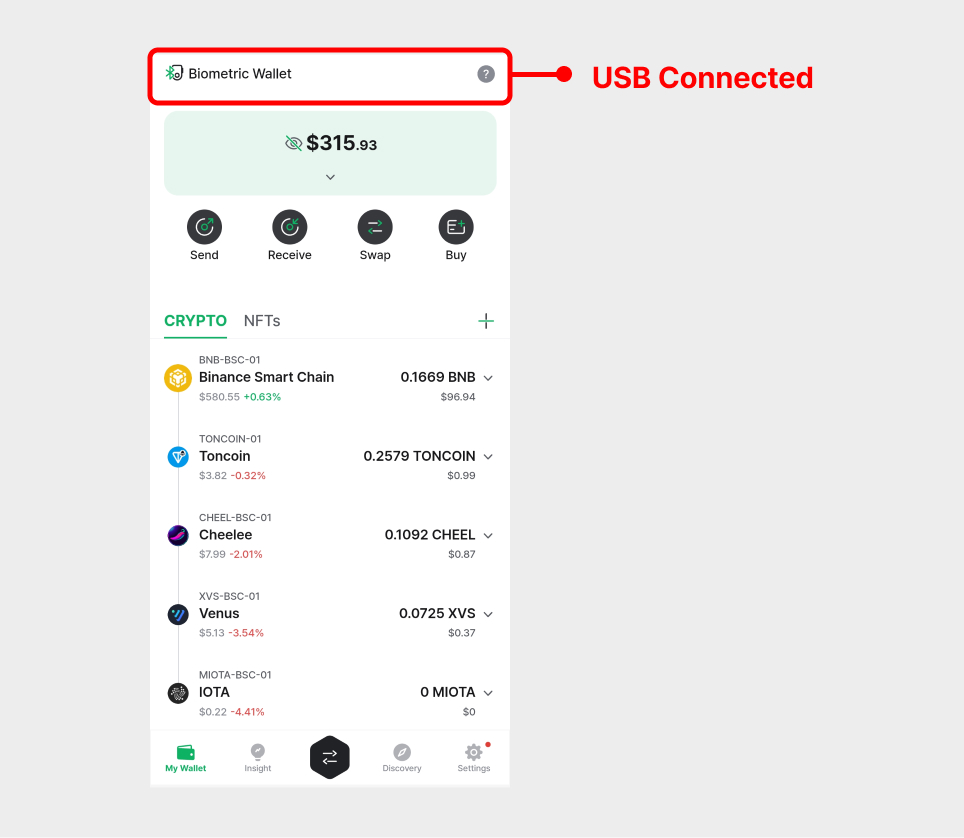 Biometric Wallet
?
USB Connected
$315.93
Send
Receive
Swap
Buy
CRYPTO
NFTs
BNB-BSC-01
Binance Smart Chain
0.1669 BNB
$580.55 +0.63%
$96.94
TONCOIN-01
Toncoin
0.2579 TONCOIN
$3.82 -0.32%
$0.99
CHEEL-BSC-01
Cheelee
0.1092 CHEEL
$7.99 -2.01%
$0.87
XVS-BSC-01
Venus
0.0725 XVS
$5.13 -3.54%
$0.37
MIOTA-BSC-01
IOTA
0 MIOTA
$0.22 -4.41%
$0
My Wallet
Insight
Discovery
Settings